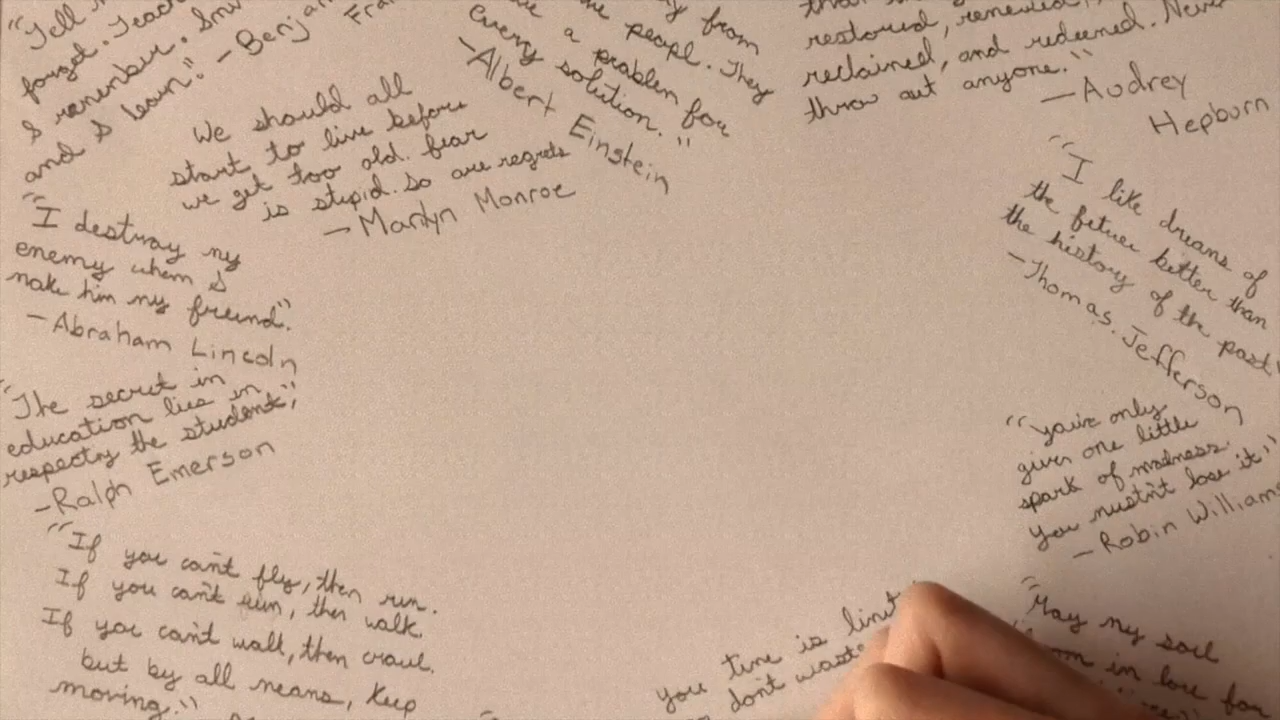 "Tell m
forget. Teac
I remember.
and I learn."
- Benja
Fra
We should all
start to live before
we get too old. fear
is stupid. so are regrets
- Marilyn Monroe
from
peopl. They
a problem for
every solution."
- Albert Einstein
restored, renewed,
reclaimed, and redeemed. Never
throw out anyone."
- Audrey
Hepburn
"I destroy my
enemy when I
make him my friend".
- Abraham Lincoln
"I like dreams of
the future better than
the history of the past"
- Thomas. Jefferson
"The secret in
education lies in
respecting the student",
- Ralph Emerson
"you're only
given one little
spark of madness.
you mustn't lose it"
- Robin Williams
"If you can't fly, then run.
If you can't run, then walk.
If you can't walk, then crawl.
but by all means, keep
moving."
you time is limit
don't waste
"May my soul
in love for